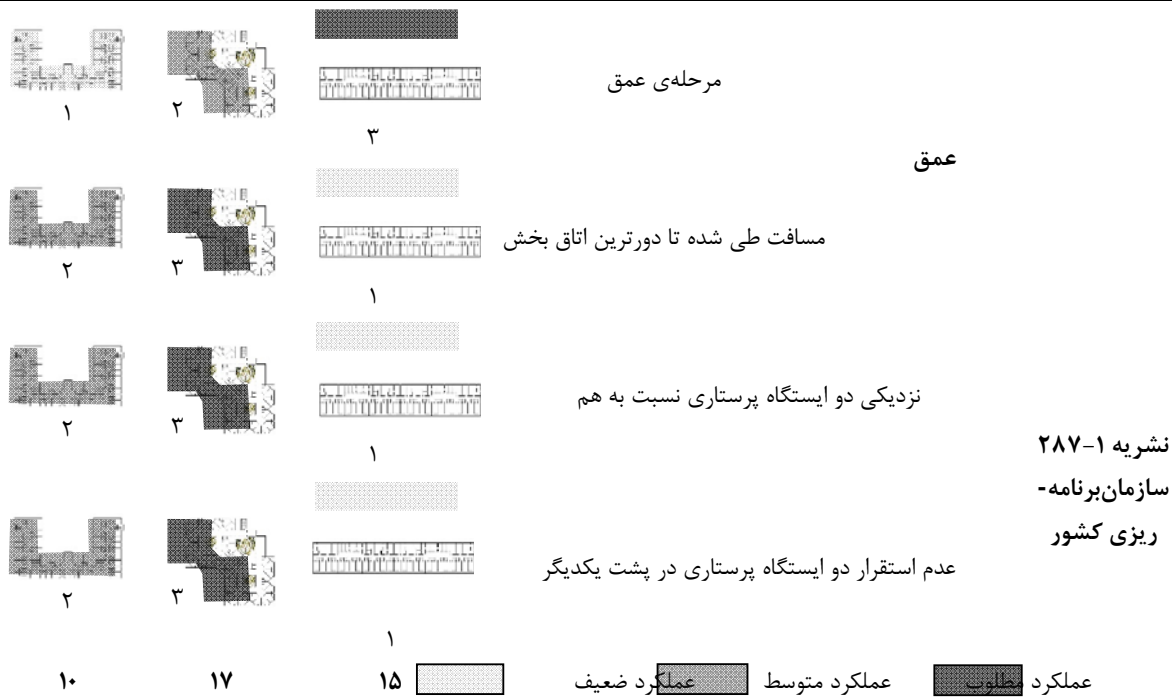 مرحله‌ی عمق
۳
۲
۱
عمق
مسافت طی شده تا دورترین اتاق بخش
۱
۳
۲
نزدیکی دو ایستگاه پرستاری نسبت به هم
۱
۳
۲
نشریه ۱-۲۸۷
سازمان‌برنامه-
ریزی کشور
عدم استقرار دو ایستگاه پرستاری در پشت یکدیگر
۱
۳
۲
۱۵
۱۷
۱۰
عملکرد مطلوب
عملکرد متوسط
عملکرد ضعیف